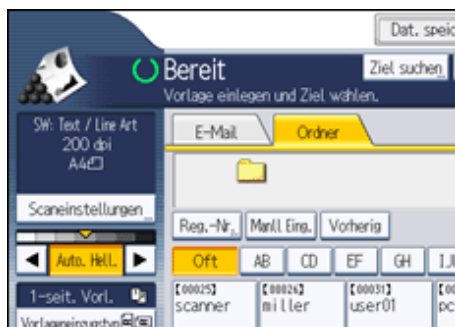 Dat. speic
Bereit
Ziel suchen
Vorlage einlegen und Ziel wählen.
SW: Text / Line Art
200 dpi
A4
E-Mail
Ordner
Scaneinstellungen
Reg.-Nr.
Manll Eing.
Vorherig
Auto. Hell.
Oft
AB
CD
EF
GH
IJ
1-seit. Vorl.
[00025]
[00026]
[00031]
scanner
miller
user01
Vorlageneinzugstyp